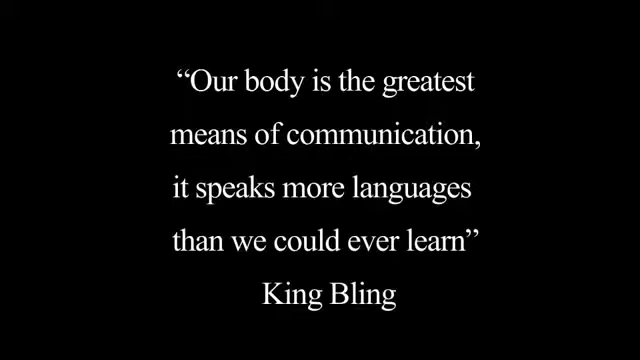 “Our body is the greatest
means of communication,
it speaks more languages
than we could ever learn”
King Bling